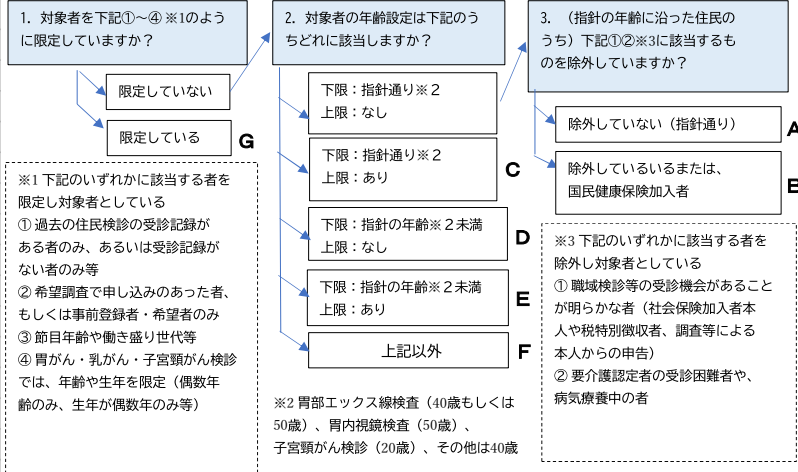 1．対象者を下記①～④ ※1のよう
に限定していますか？
限定していない
限定している
G
※1 下記のいずれかに該当する者を
限定し対象者としている
① 過去の住民検診の受診記録が
ある者のみ、あるいは受診記録が
ない者のみ等
② 希望調査で申し込みのあった者、
もしくは事前登録者・希望者のみ
③ 節目年齢や働き盛り世代等
④ 胃がん・乳がん・子宮頸がん検診
では、年齢や生年を限定（偶数年
齢のみ、生年が偶数年のみ等）
2．対象者の年齢設定は下記のう
ちどれに該当しますか？
下限：指針通り※２
上限：なし
下限：指針通り※２
上限：あり
C
下限：指針の年齢※２未満
上限：なし
D
下限：指針の年齢※２未満
上限：あり
E
上記以外
F
※2 胃部エックス線検査（40歳もしくは
50歳）、胃内視鏡検査（50歳）、
子宮頸がん検診（20歳）、その他は40歳
3．（指針の年齢に沿った住民の
うち）下記①②※3に該当するも
のを除外していますか？
除外していない（指針通り）
A
除外しているいるまたは、
国民健康保険加入者
B
※3 下記のいずれかに該当する者を
除外し対象者としている
① 職域検診等の受診機会があること
が明らかな者（社会保険加入者本
人や税特別徴収者、調査等による
本人からの申告）
② 要介護認定者の受診困難者や、
病気療養中の者